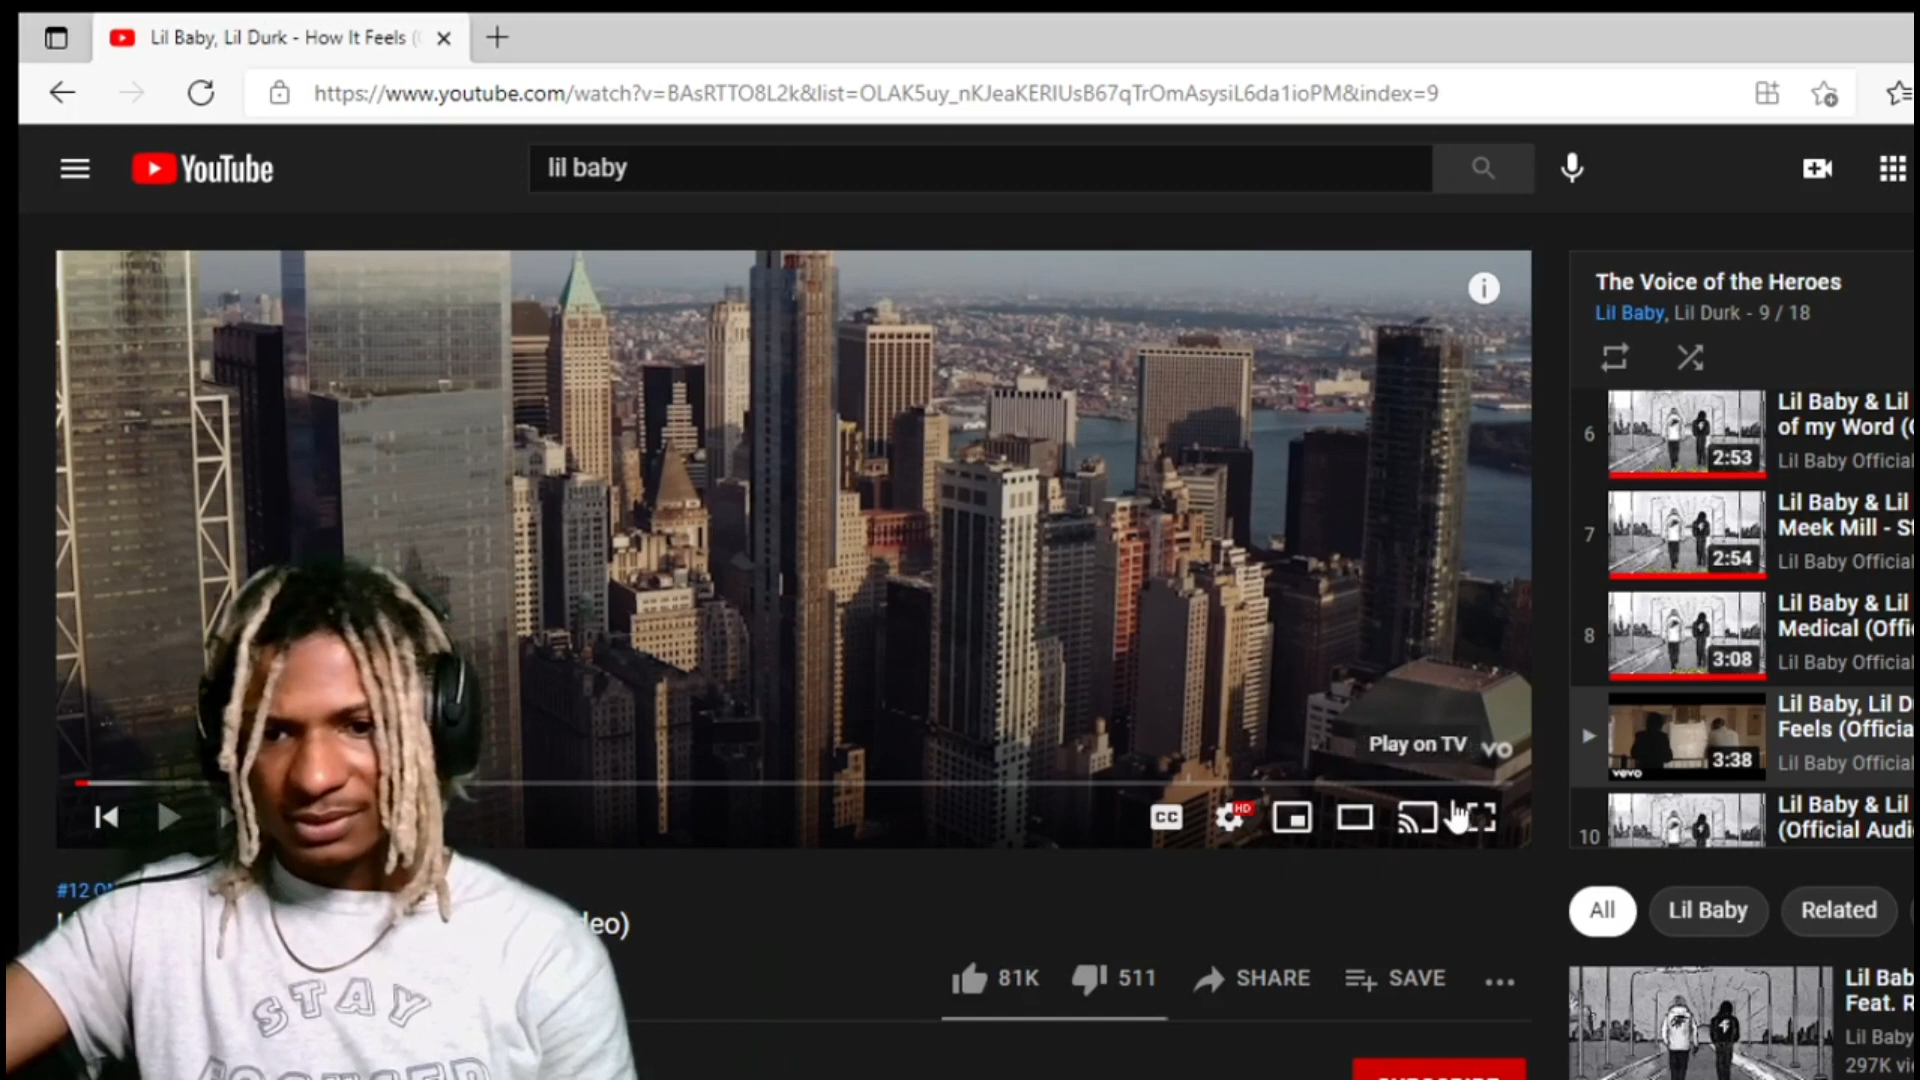 Lil Baby, Lil Durk - How It Feels (
https://www.youtube.com/watch?v=BAsRTTO8L2k&list=OLAK5uy_nKJeaKERIUsB67qTrOmAsysiL6da1ioPM&index=9
YouTube
lil baby
The Voice of the Heroes
Lil Baby, Lil Durk - 9 / 18
6
2:53
Lil Baby & Lil
of my Word (
Lil Baby Official
7
2:54
Lil Baby & Lil
Meek Mill - S
Lil Baby Official
8
3:08
Lil Baby & Lil
Medical (Offi
Lil Baby Official
vevo
3:38
Lil Baby, Lil D
Feels (Officia
Lil Baby Official
10
Lil Baby & Lil
(Official Audi
Play on TV
vo
CC
HD
#12 O
deo)
81K
511
SHARE
SAVE
All
Lil Baby
Related
Lil Bab
Feat. R
Lil Baby
297K vi
STAY